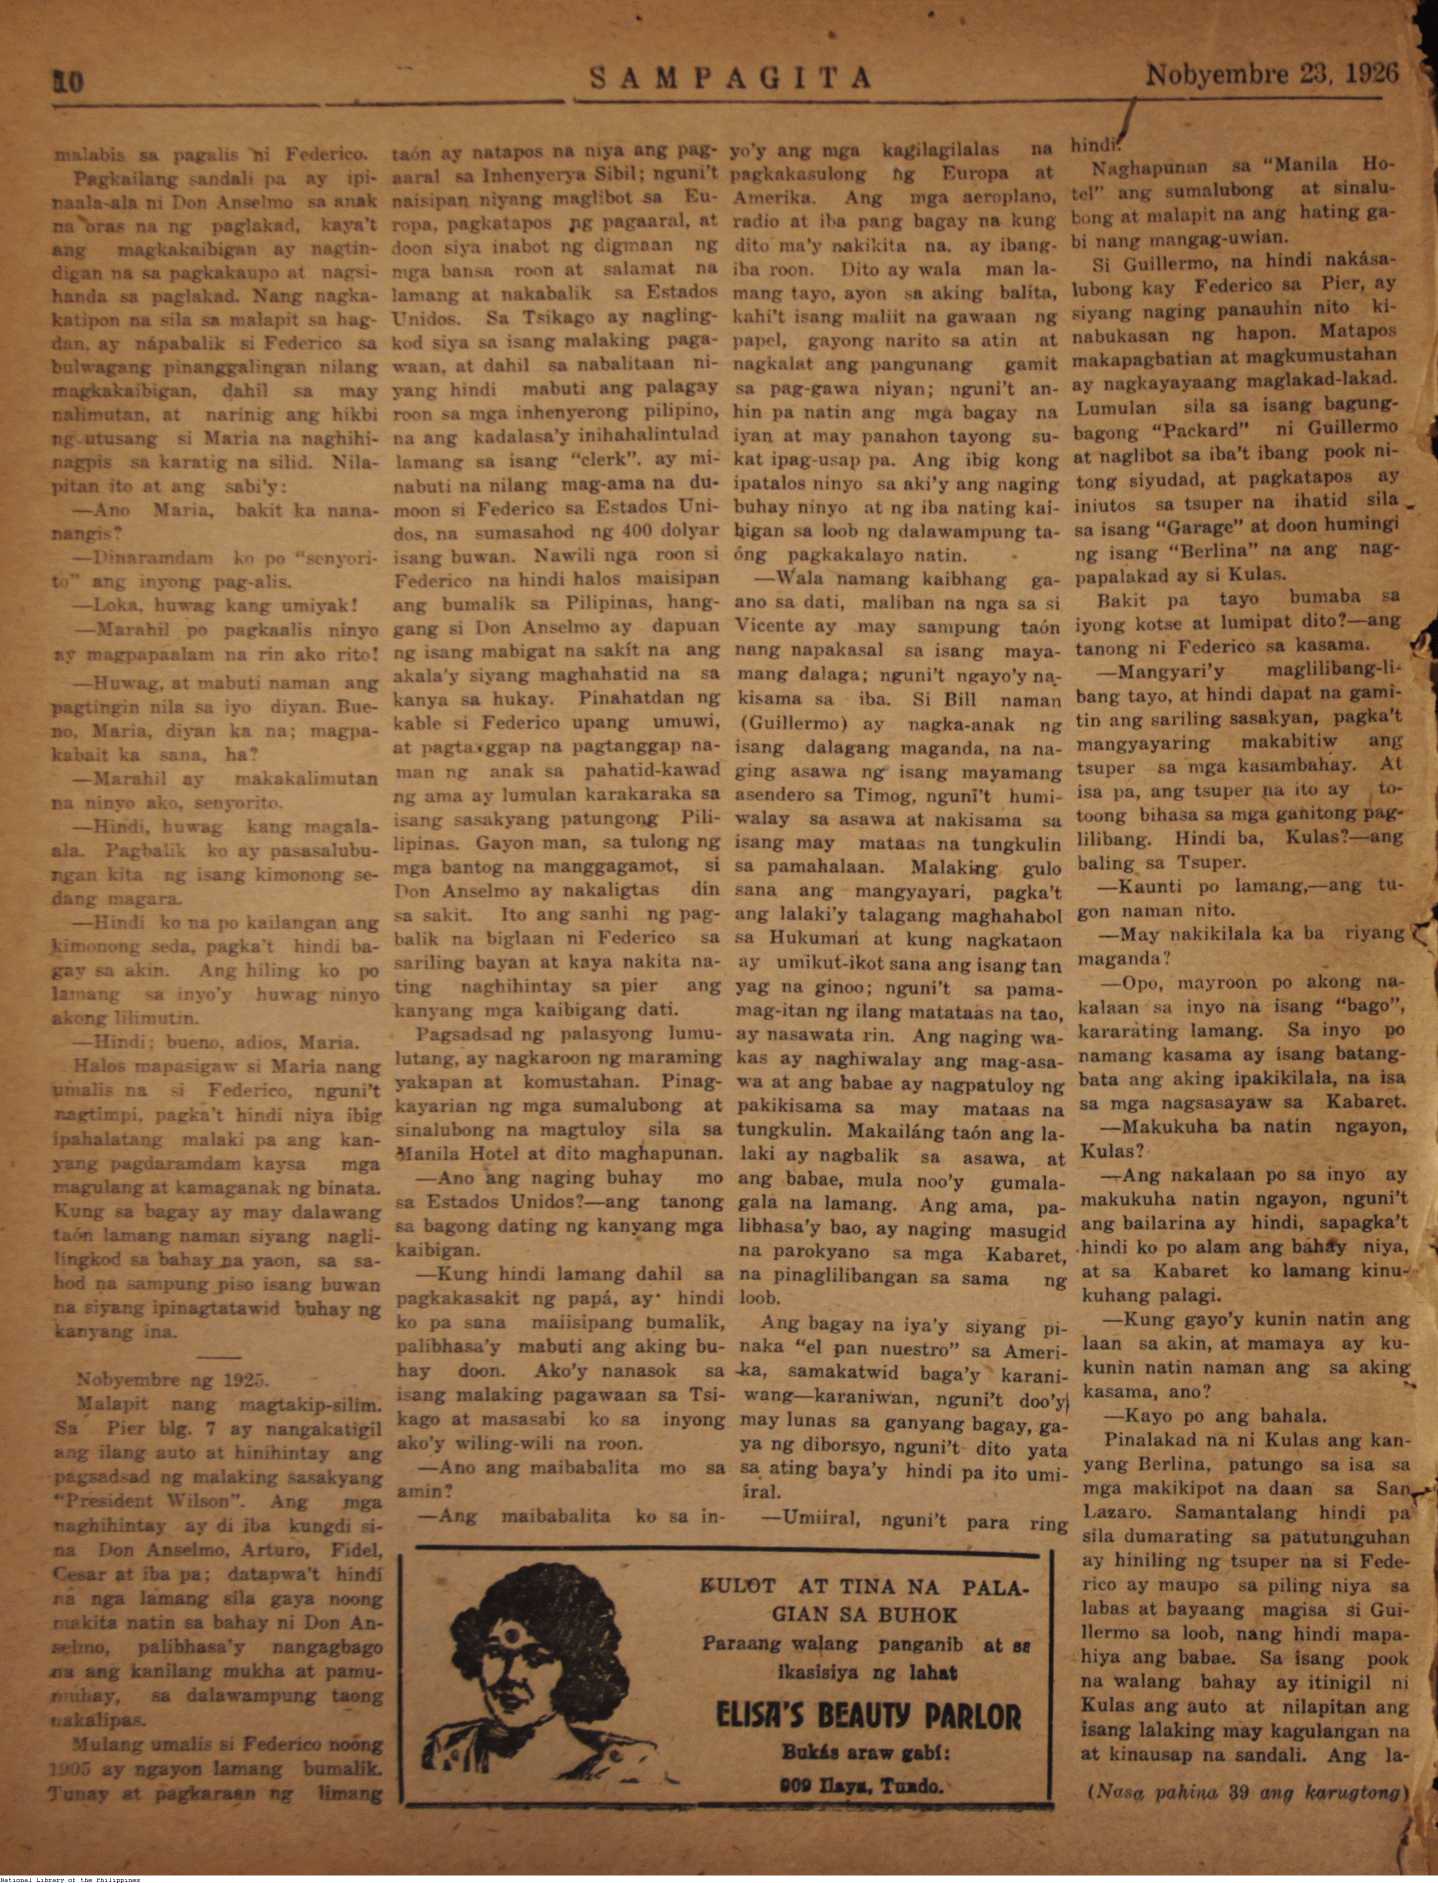 10
SAMPAGITA
Nobyembre 23, 1926
malabis sa pagalis ni Federico.
Pagkailang sandali pa ay ipi-
naala-ala ni Don Anselmo sa anak
na oras na ng paglakad, kaya't
ang magkakaibigan ay nagtin-
digan na sa pagkakaupo at nagsi-
handa sa paglakad. Nang nagka-
katipon na sila sa malapit sa hag-
dan, ay nápabalik si Federico sa
bulwagang pinanggalingan nilang
magkakaibigan, dahil sa may
nalimutan, at narinig ang hikbi
ng utusang si Maria na naghihi-
nagpis sa karatig na silid. Nila-
pitan ito at ang sabi'y:
—Ano Maria, bakit ka nana-
nangis?
—Dinaramdam ko po "senyori-
to" ang inyong pag-alis.
—Loka, huwag kang umiyak!
—Marahil po pagkaalis ninyo
ay magpapaalam na rin ako rito!
—Huwag, at mabuti naman ang
pagtingin nila sa iyo diyan. Bue-
no, Maria, diyan ka na; magpa-
kabait ka sana, ha?
—Marahil ay makakalimutan
na ninyo ako, senyorito.
—Hindi, huwag kang magala-
ala. Pagbalik ko ay pasasalubu-
ngan kita ng isang kimonong se-
dang magara.
—Hindi ko na po kailangan ang
kimonong seda, pagka't hindi ba-
gay sa akin. Ang hiling ko po
lamang sa inyo'y huwag ninyo
akong lilimutin.
—Hindi; bueno, adios, Maria.
Halos mapasigaw si Maria nang
umalis na si Federico, nguni't
nagtimpi, pagka't hindi niya ibig
ipahalatang malaki pa ang kan-
yang pagdaramdam kaysa mga
magulang at kamaganak ng binata.
Kung sa bagay ay may dalawang
taón lamang naman siyang nagli-
lingkod sa bahay na yaon, sa sa-
hod na sampung piso isang buwan
na siyang ipinagtatawid buhay ng
kanyang ina.
Nobyembre ng 1925.
Malapit nang magtakip-silim.
Sa Pier blg. 7 ay nangakatigil
ang ilang auto at hinihintay ang
pagsadsad ng malaking sasakyang
"President Wilson". Ang mga
naghihintay ay di iba kungdi si-
na Don Anselmo, Arturo, Fidel,
Cesar at iba pa; datapwa't hindi
na nga lamang sila gaya noong
makita natin sa bahay ni Don An-
selmo, palibhasa'y nangagbago
na ang kanilang mukha at pamu-
muhay, sa dalawampung taong
nakalipas.
Mulang umalis si Federico noóng
1905 ay ngayon lamang bumalik.
Tunay at pagkaraan ng limang
taón ay natapos na niya ang pag-
aaral sa Inhenyerya Sibil; nguni't
naisipan niyang maglibot sa Eu-
ropa, pagkatapos ng pagaaral, at
doon siya inabot ng digmaan ng
mga bansa roon at salamat na
lamang at nakabalik sa Estados
Unidos. Sa Tsikago ay nagling-
kod siya sa isang malaking paga-
waan, at dahil sa nabalitaan ni-
yang hindi mabuti ang palagay
roon sa mga inhenyerong pilipino,
na ang kadalasa'y inihahalintulad
lamang sa isang "clerk". ay mi-
nabuti na nilang mag-ama na du-
moon si Federico sa Estados Uni-
dos, na sumasahod ng 400 dolyar
isang buwan. Nawili nga roon si
Federico na hindi halos maisipan
ang bumalik sa Pilipinas, hang-
gang si Don Anselmo ay dapuan
ng isang mabigat na sakít na ang
akala'y siyang maghahatid na sa
kanya sa hukay. Pinahatdan ng
kable si Federico upang umuwi,
at pagtanggap na pagtanggap na-
man ng anak sa pahatid-kawad
ng ama ay lumulan karakaraka sa
isang sasakyang patungong Pili-
lipinas. Gayon man, sa tulong ng
mga bantog na manggagamot, si
Don Anselmo ay nakaligtas din
sa sakit. Ito ang sanhi ng pag-
balik na biglaan ni Federico sa
sariling bayan at kaya nakita na-
ting naghihintay sa pier ang
kanyang mga kaibigang dati.
Pagsadsad ng palasyong lumu-
lutang, ay nagkaroon ng maraming
yakapan at komustahan. Pinag-
kayarian ng mga sumalubong at
sinalubong na magtuloy sila sa
Manila Hotel at dito maghapunan.
—Ano ang naging buhay mo
sa Estados Unidos?—ang tanong
sa bagong dating ng kanyang mga
kaibigan.
—Kung hindi lamang dahil sa
pagkakasakit ng papá, ay hindi
ko pa sana maiisipang bumalik,
palibhasa'y mabuti ang aking bu-
hay doon. Ako'y nanasok sa
isang malaking pagawaan sa Tsi-
kago at masasabi ko sa inyong
ako'y wiling-wili na roon.
—Ano ang maibabalita mo sa
amin?
—Ang maibabalita ko sa in-
yo'y ang mga kagilagilalas na
pagkakasulong ng Europa at
Amerika. Ang mga aeroplano,
radio at iba pang bagay na kung
dito ma'y nakikita na, ay ibang-
iba roon. Dito ay wala man la-
mang tayo, ayon sa aking balita,
kahi't isang maliit na gawaan ng
papel, gayong narito sa atin at
nagkalat ang pangunang gamit
sa pag-gawa niyan; nguni't an-
hin pa natin ang mga bagay na
iyan at may panahon tayong su-
kat ipag-usap pa. Ang ibig kong
ipatalos ninyo sa aki'y ang naging
buhay ninyo at ng iba nating kai-
bigan sa loob ng dalawampung ta-
óng pagkakalayo natin.
—Wala namang kaibhang ga-
ano sa dati, maliban na nga sa si
Vicente ay may sampung taón
nang napakasal sa isang maya-
mang dalaga; nguni't ngayo'y na-
kisama sa iba. Si Bill naman
(Guillermo) ay nagka-anak ng
isang dalagang maganda, na na-
ging asawa ng isang mayamang
asendero sa Timog, nguni't humi-
walay sa asawa at nakisama sa
isang may mataas na tungkulin
sa pamahalaan. Malaking gulo
sana ang mangyayari, pagka't
ang lalaki'y talagang maghahabol
sa Hukuman at kung nagkataon
ay umikut-ikot sana ang isang tan
yag na ginoo; nguni't sa pama-
mag-itan ng ilang matataas na tao,
ay nasawata rin. Ang naging wa-
kas ay naghiwalay ang mag-asa-
wa at ang babae ay nagpatuloy ng
pakikisama sa may mataas na
tungkulin. Makailáng taón ang la-
laki ay nagbalik sa asawa, at
ang babae, mula noo'y gumala-
gala na lamang. Ang ama, pa-
libhasa'y bao, ay naging masugid
na parokyano sa mga Kabaret,
na pinaglilibangan sa sama ng
loob.
Ang bagay na iya'y siyang pi-
naka "el pan nuestro" sa Ameri-
ka, samakatwid baga'y karani-
wang—karaniwan, nguni't doo'y
may lunas sa ganyang bagay, ga-
ya ng diborsyo, nguni't dito yata
sa ating baya'y hindi pa ito umi-
iral.
—Umiiral, nguni't para ring
hindi.
Naghapunan sa "Manila Ho-
tel" ang sumalubong at sinalu-
bong at malapit na ang hating ga-
bi nang mangag-uwian.
Si Guillermo, na hindi nakása-
lubong kay Federico sa Pier, ay
siyang naging panauhin nito ki-
nabukasan ng hapon. Matapos
makapagbatian at magkumustahan
ay nagkayayaang maglakad-lakad.
Lumulan sila sa isang bagung-
bagong "Packard" ni Guillermo
at naglibot sa iba't ibang pook ni-
tong siyudad, at pagkatapos ay
iniutos sa tsuper na ihatid sila
sa isang "Garage" at doon humingi
ng isang "Berlina" na ang nag-
papalakad ay si Kulas.
Bakit pa tayo bumaba sa
iyong kotse at lumipat dito?—ang
tanong ni Federico sa kasama.
—Mangyari'y maglilibang-li-
bang tayo, at hindi dapat na gami-
tin ang sariling sasakyan, pagka't
mangyayaring makabitiw ang
tsuper sa mga kasambahay. At
isa pa, ang tsuper na ito ay to-
toong bihasa sa mga ganitong pag-
lilibang. Hindi ba, Kulas?—ang
baling sa Tsuper.
—Kaunti po lamang,—ang tu-
gon naman nito.
—May nakikilala ka ba riyang
maganda?
—Opo, mayroon po akong na-
kalaan sa inyo na isang "bago",
kararating lamang. Sa inyo po
namang kasama ay isang batang-
bata ang aking ipakikilala, na isa
sa mga nagsasayaw sa Kabaret.
—Makukuha ba natin ngayon,
Kulas?
—Ang nakalaan po sa inyo ay
makukuha natin ngayon, nguni't
ang bailarina ay hindi, sapagka't
hindi ko po alam ang bahay niya,
at sa Kabaret ko lamang kinu-
kuhang palagi.
—Kung gayo'y kunin natin ang
laan sa akin, at mamaya ay ku-
kunin natin naman ang sa aking
kasama, ano?
—Kayo po ang bahala.
Pinalakad na ni Kulas ang kan-
yang Berlina, patungo sa isa sa
mga makikipot na daan sa San
Lazaro. Samantalang hindi pa
sila dumarating sa patutunguhan
ay hiniling ng tsuper na si Fede-
rico ay maupo sa piling niya sa
labas at bayaang magisa si Gui-
llermo sa loob, nang hindi mapa-
hiya ang babae. Sa isang pook
na walang bahay ay itinigil ni
Kulas ang auto at nilapitan ang
isang lalaking may kagulangan na
at kinausap na sandali. Ang la-
(Nasa pahina 39 ang karugtong)
KULOT AT TINA NA PALA-
GIAN SA BUHOK
Paraang walang panganib at sa
ikasisiya ng lahat
ELISA'S BEAUTY PARLOR
Bukás araw gabí:
909 Ilaya, Tundo.
National Library of the Philippines